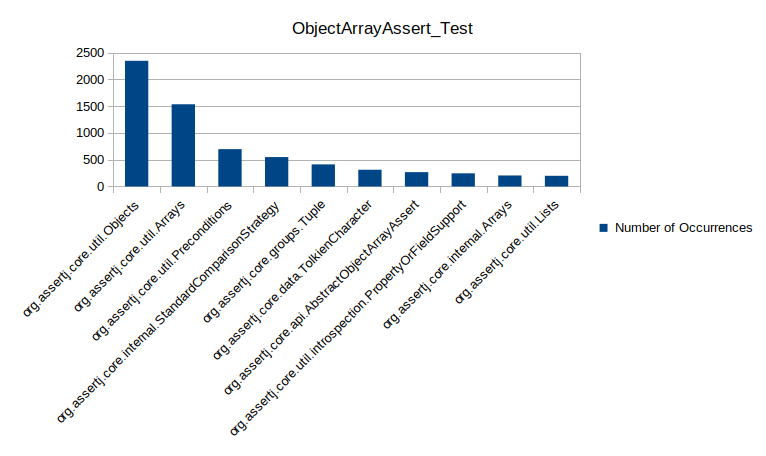 ObjectArrayAssert_Test
2500
2000
1500
1000
500
0
org.assertj.core.util.Objects
org.assertj.core.util.Arrays
org.assertj.core.util.Preconditions
org.assertj.core.internal.StandardComparisonStrategy
org.assertj.core.groups.Tuple
org.assertj.core.data.TolkienCharacter
org.assertj.core.api.AbstractObjectArrayAssert
org.assertj.core.util.introspection.PropertyOrFieldSupport
org.assertj.core.internal.Arrays
org.assertj.core.util.Lists
Number of Occurrences